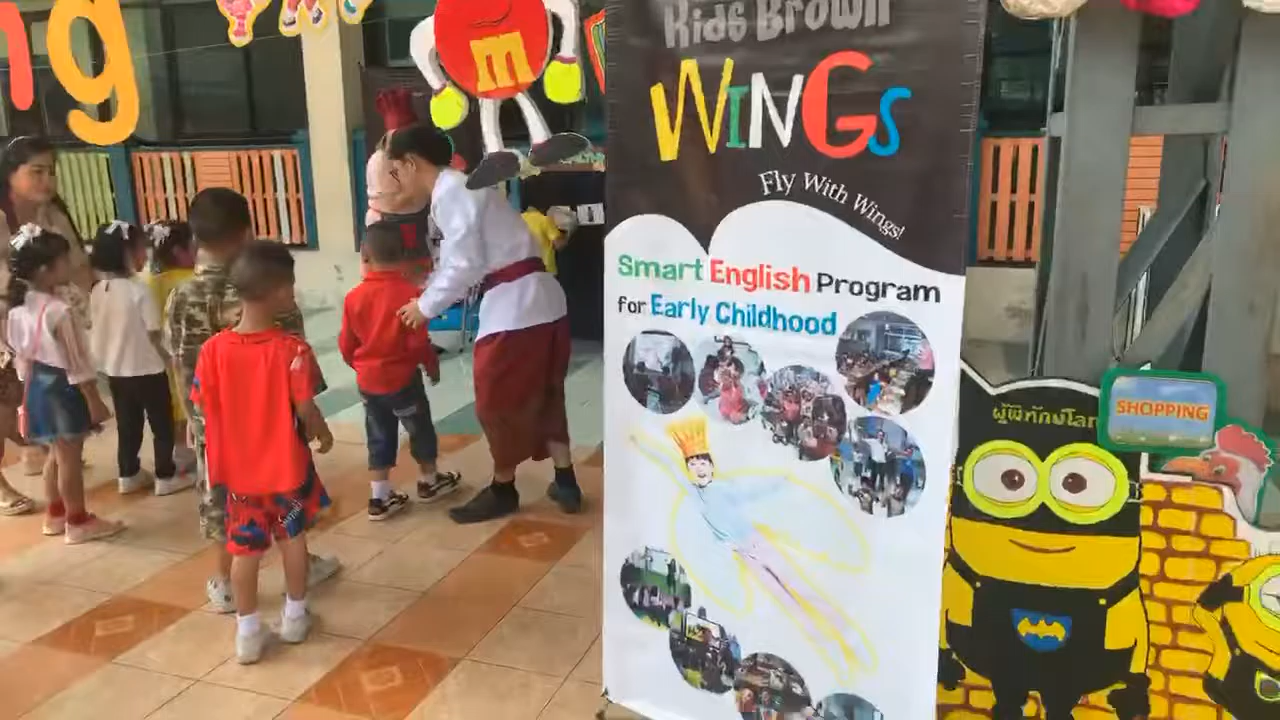 ng
m
Kids Brown
WINGS
Fly With Wings!
Smart English Program
for Early Childhood
ผู้พิทักษ์โลก
SHOPPING